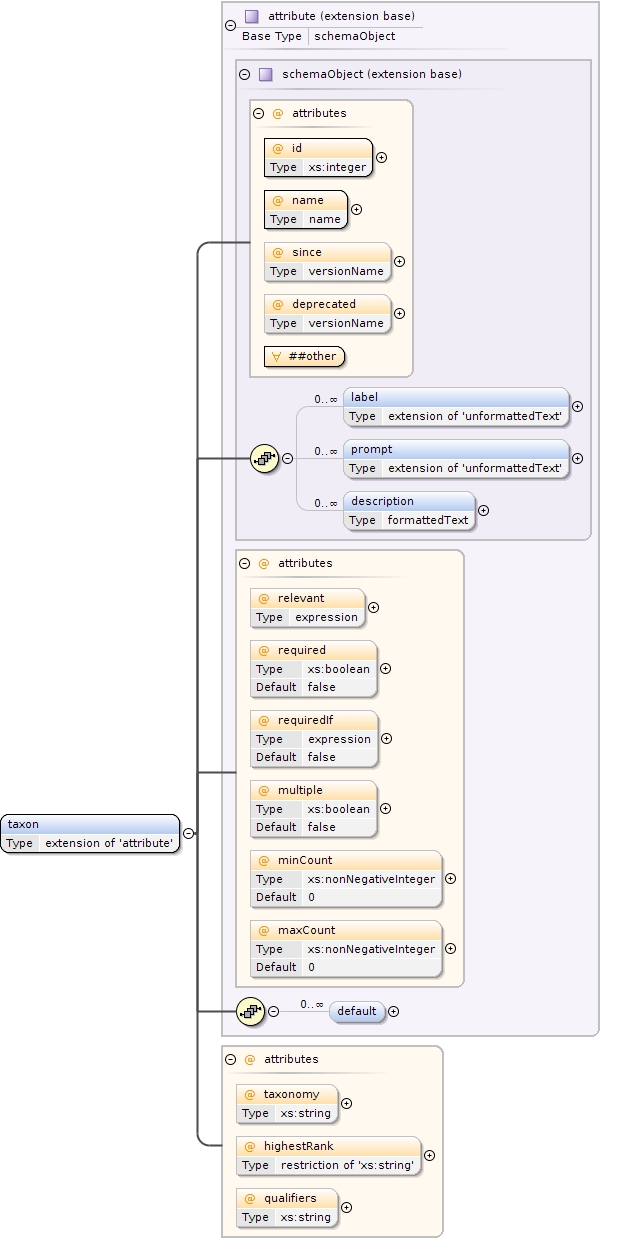 attribute (extension base)
Base Type schemaObject
schemaObject (extension base)
@ attributes
@ id
Type xs:integer
@ name
Type name
@ since
Type versionName
@ deprecated
Type versionName
∀ ##other
0..∞ label
Type extension of 'unformattedText'
0..∞ prompt
Type extension of 'unformattedText'
0..∞ description
Type formattedText
@ attributes
@ relevant
Type expression
@ required
Type xs:boolean
Default false
@ requiredIf
Type expression
Default false
@ multiple
Type xs:boolean
Default false
taxon
Type extension of 'attribute'
@ minCount
Type xs:nonNegativeInteger
Default 0
@ maxCount
Type xs:nonNegativeInteger
Default 0
0..∞ default
@ attributes
@ taxonomy
Type xs:string
@ highestRank
Type restriction of 'xs:string'
@ qualifiers
Type xs:string